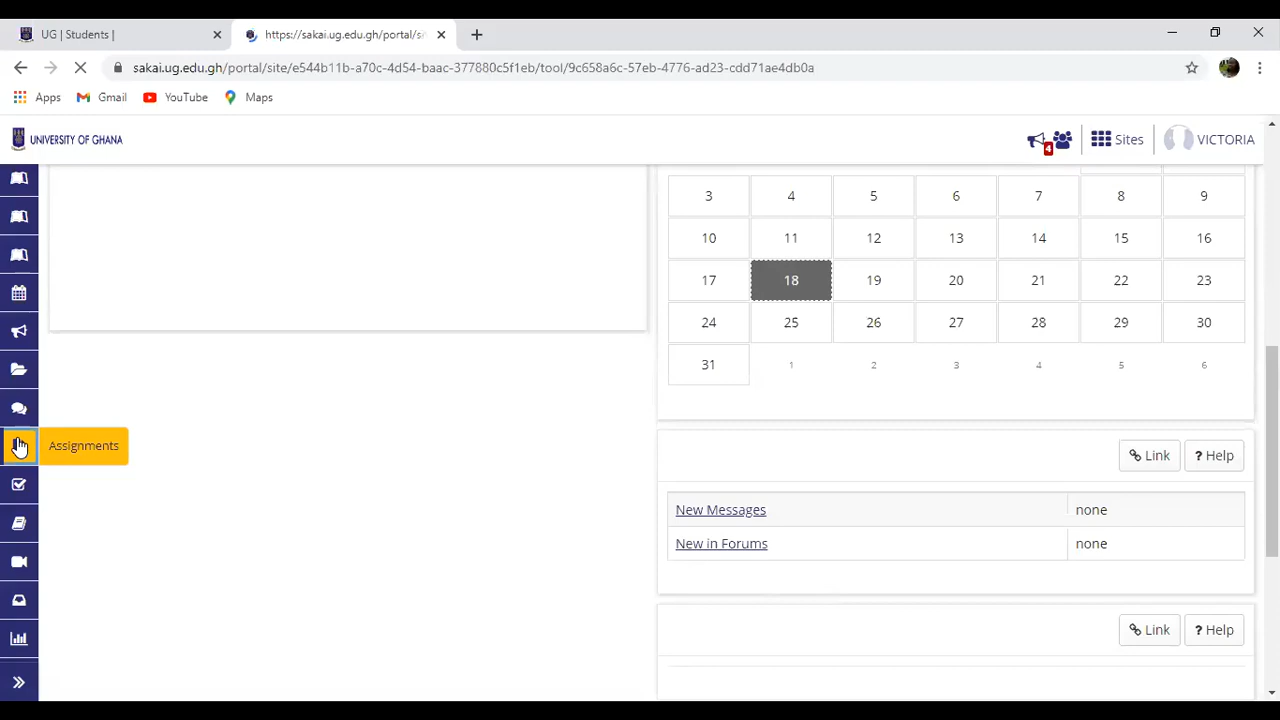 UG | Students |
https://sakai.ug.edu.gh/portal/si
sakai.ug.edu.gh/portal/site/e544b11b-a70c-4d54-baac-377880c5f1eb/tool/9c658a6c-57eb-4776-ad23-cdd71ae4db0a
Apps Gmail YouTube Maps
UNIVERSITY OF GHANA 4 Sites VICTORIA
3 4 5 6 7 8 9
10 11 12 13 14 15 16
17 18 19 20 21 22 23
24 25 26 27 28 29 30
31 1 2 3 4 5 6
Assignments
Link ? Help
New Messages none
New in Forums none
Link ? Help